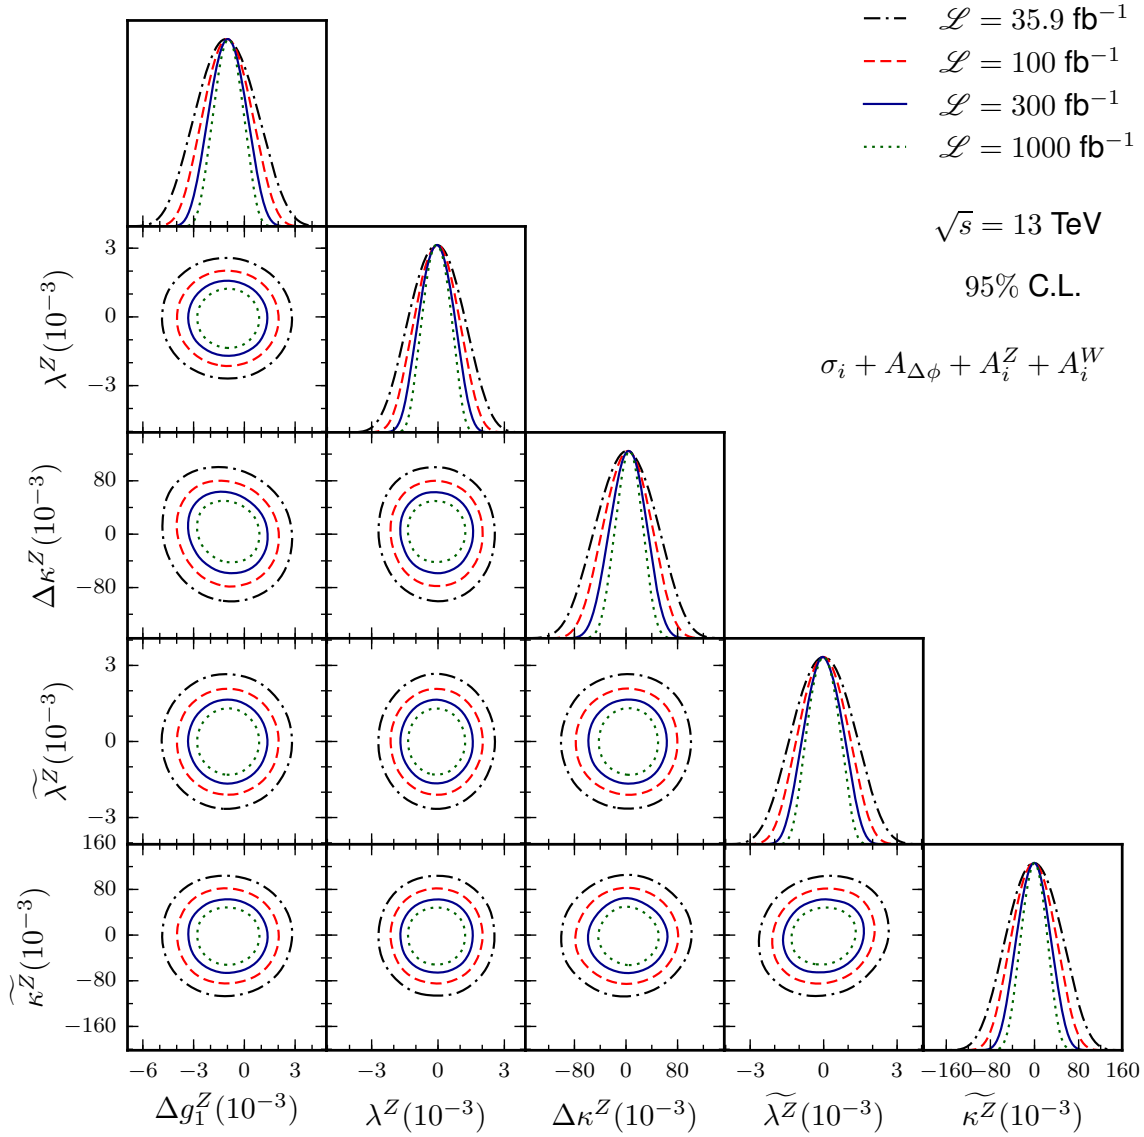 ℒ = 35.9 fb⁻¹
ℒ = 100 fb⁻¹
ℒ = 300 fb⁻¹
ℒ = 1000 fb⁻¹
√s = 13 TeV
95% C.L.
σᵢ + A_Δϕ + Aᵢᶻ + Aᵢᵂ
3
0
−3
λᶻ(10⁻³)
80
0
−80
Δκᶻ(10⁻³)
3
0
−3
λ̃ᶻ(10⁻³)
160
80
0
−80
−160
κ̃ᶻ(10⁻³)
−6 −3 0 3
−3 0 3
−80 0 80
−3 0 3
−160 −80 0 80 160
Δg₁ᶻ(10⁻³)
λᶻ(10⁻³)
Δκᶻ(10⁻³)
λ̃ᶻ(10⁻³)
κ̃ᶻ(10⁻³)